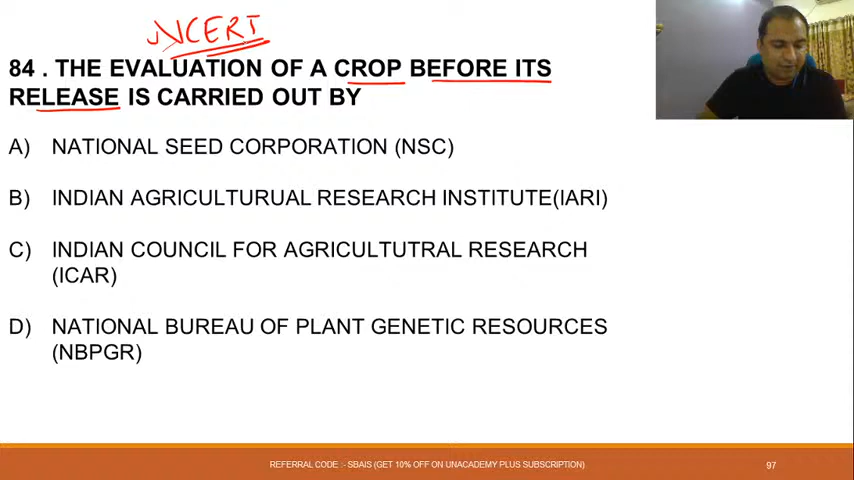 NCERT
84 . THE EVALUATION OF A CROP BEFORE ITS
RELEASE IS CARRIED OUT BY
A) NATIONAL SEED CORPORATION (NSC)
B) INDIAN AGRICULTURUAL RESEARCH INSTITUTE(IARI)
C) INDIAN COUNCIL FOR AGRICULTUTRAL RESEARCH
(ICAR)
D) NATIONAL BUREAU OF PLANT GENETIC RESOURCES
(NBPGR)
REFERRAL CODE :- SBAIS (GET 10% OFF ON UNACADEMY PLUS SUBSCRIPTION)
97